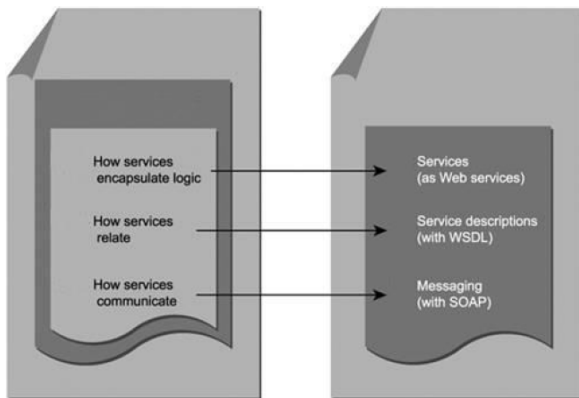 How services
encapsulate logic
Services
(as Web services)
How services
relate
Service descriptions
(with WSDL)
How services
communicate
Messaging
(with SOAP)